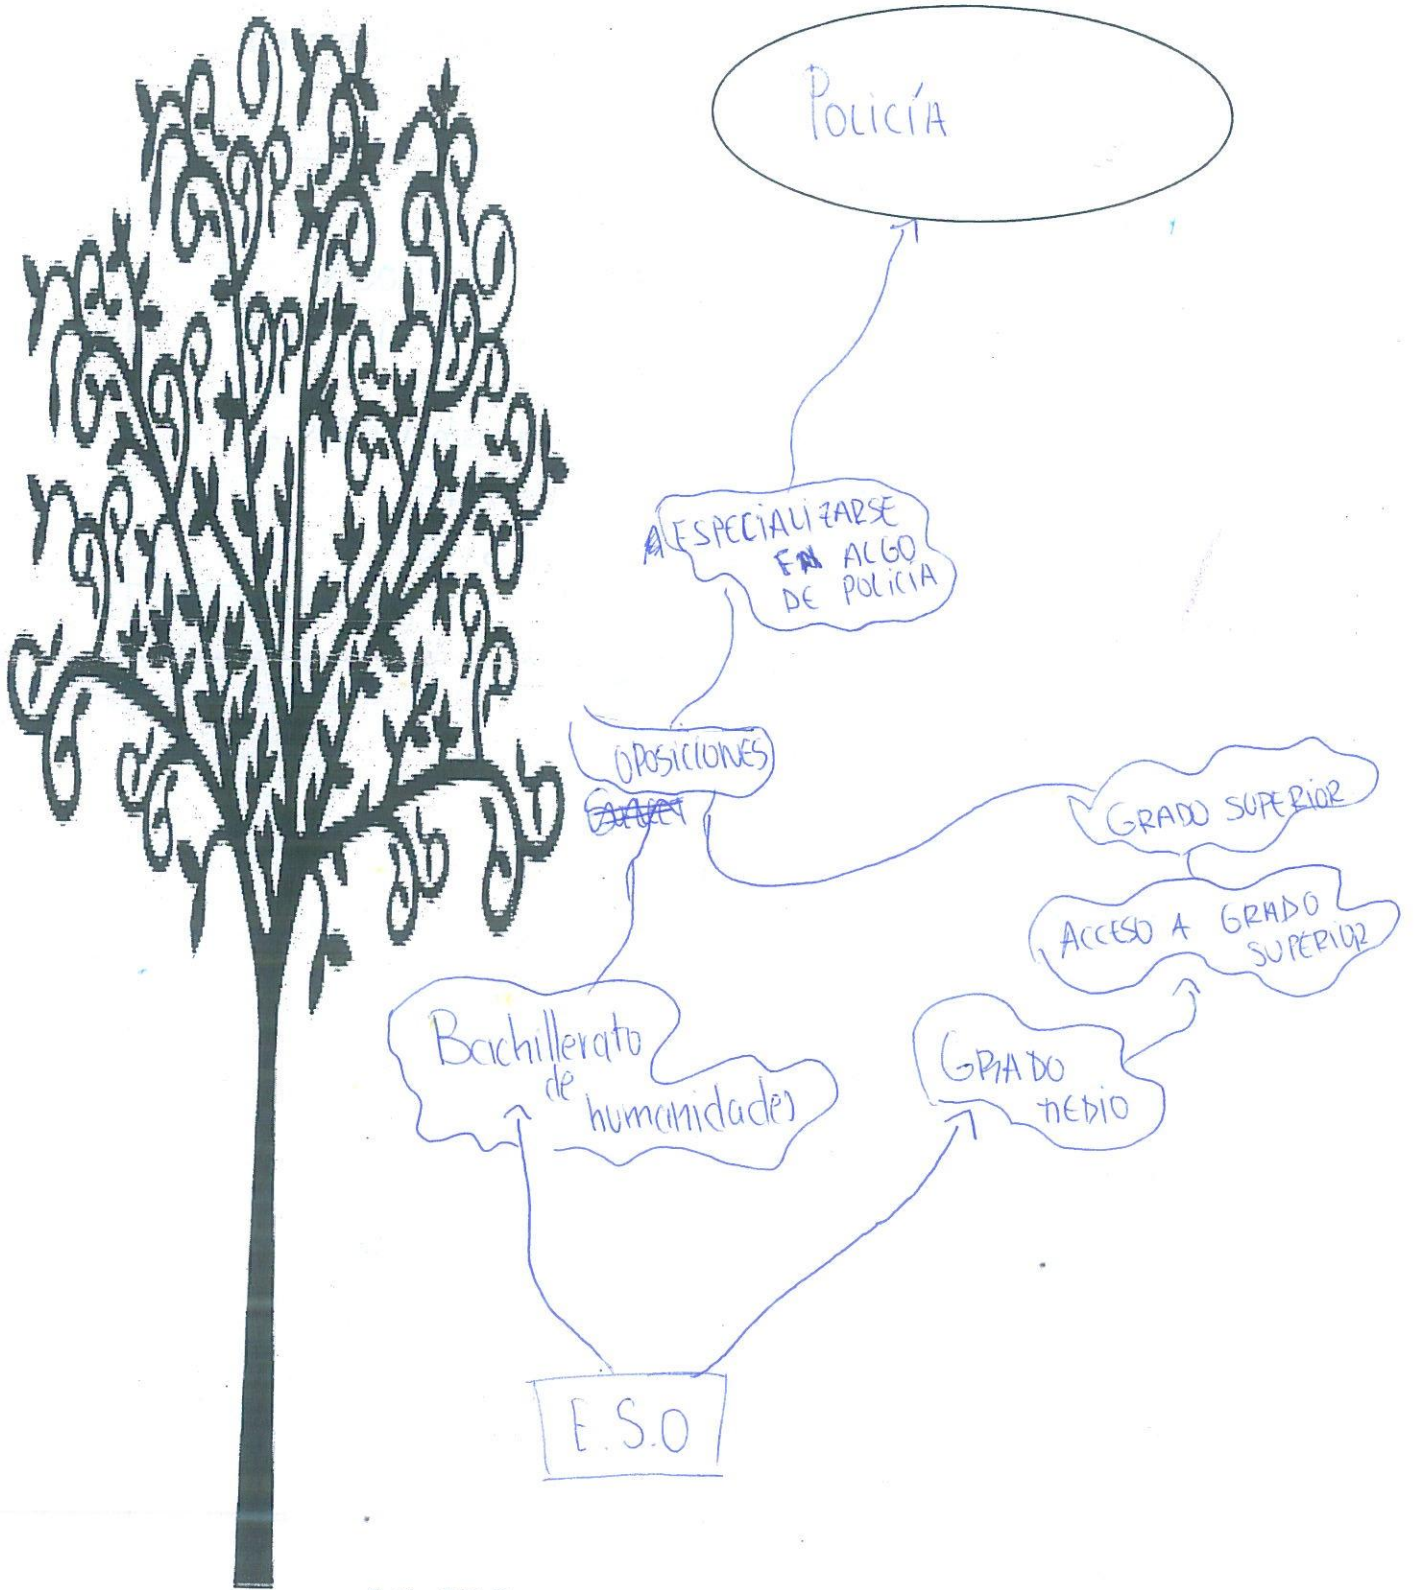 POLICÍA
ESPECIALIZARSE
EN ALGO
DE POLICÍA
OPOSICIONES
GRADO SUPERIOR
ACCESO A GRADO
SUPERIOR
Bachillerato
de
humanidades
GRADO
MEDIO
E.S.O